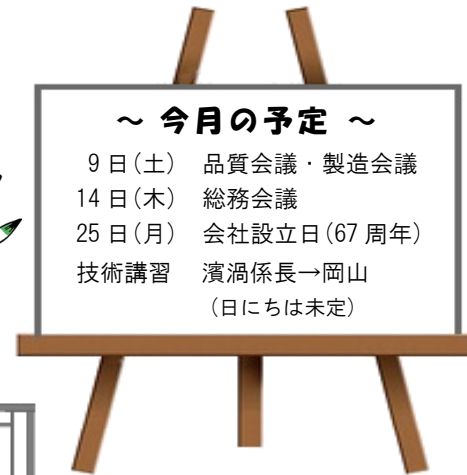 ～ 今月の予定 ～
9日(土) 品質会議・製造会議
14日(木) 総務会議
25日(月) 会社設立日(67周年)
技術講習 濱渦係長→岡山
(日にちは未定)